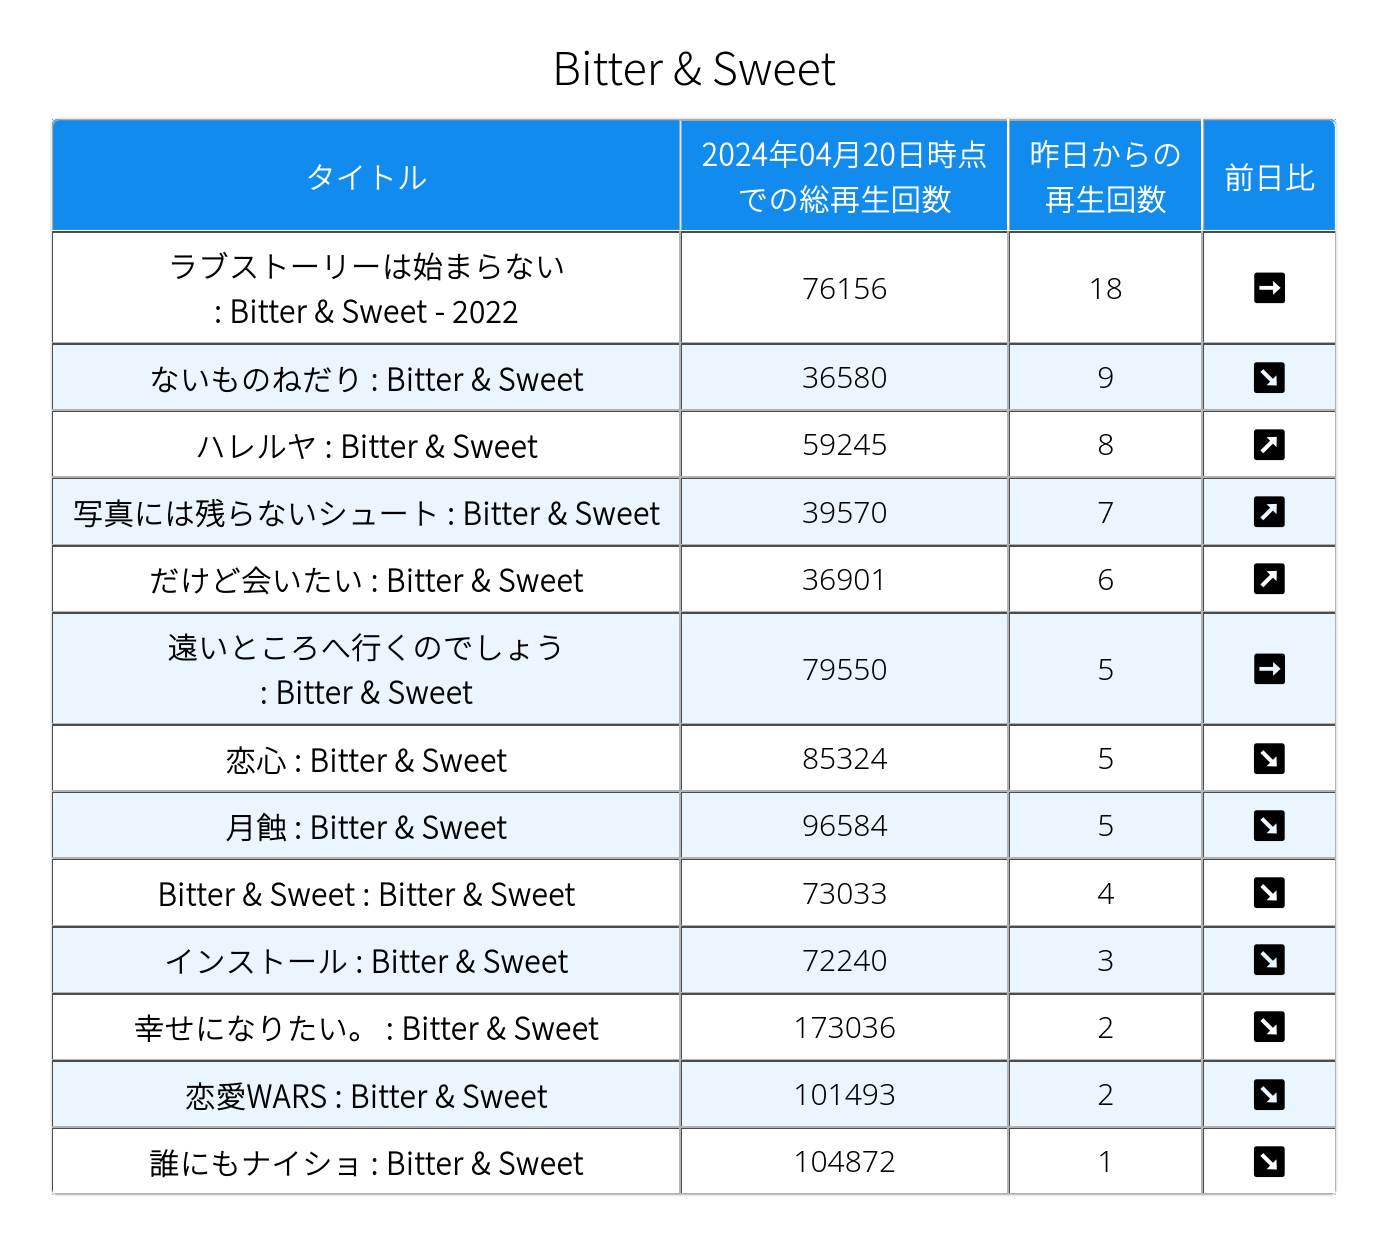 Bitter & Sweet
タイトル
2024年04月20日時点
での総再生回数
昨日からの
再生回数
前日比
ラブストーリーは始まらない
: Bitter & Sweet - 2022
76156
18
➡
ないものねだり : Bitter & Sweet
36580
9
↘
ハレルヤ : Bitter & Sweet
59245
8
↗
写真には残らないシュート : Bitter & Sweet
39570
7
↗
だけど会いたい : Bitter & Sweet
36901
6
↗
遠いところへ行くのでしょう
: Bitter & Sweet
79550
5
➡
恋心 : Bitter & Sweet
85324
5
↘
月蝕 : Bitter & Sweet
96584
5
↘
Bitter & Sweet : Bitter & Sweet
73033
4
↘
インストール : Bitter & Sweet
72240
3
↘
幸せになりたい。 : Bitter & Sweet
173036
2
↘
恋愛WARS : Bitter & Sweet
101493
2
↘
誰にもナイショ : Bitter & Sweet
104872
1
↘